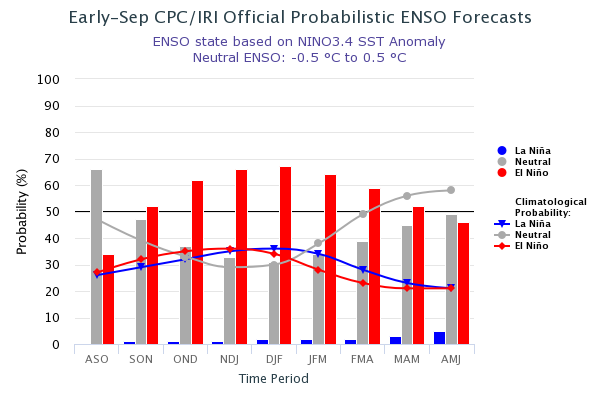 Early-Sep CPC/IRI Official Probabilistic ENSO Forecasts
ENSO state based on NINO3.4 SST Anomaly
Neutral ENSO: -0.5 ºC to 0.5 ºC
Probability (%)
100
90
80
70
60
50
40
30
20
10
0
ASO SON OND NDJ DJF JFM FMA MAM AMJ
Time Period
La Niña
Neutral
El Niño
Climatological
Probability:
La Niña
Neutral
El Niño